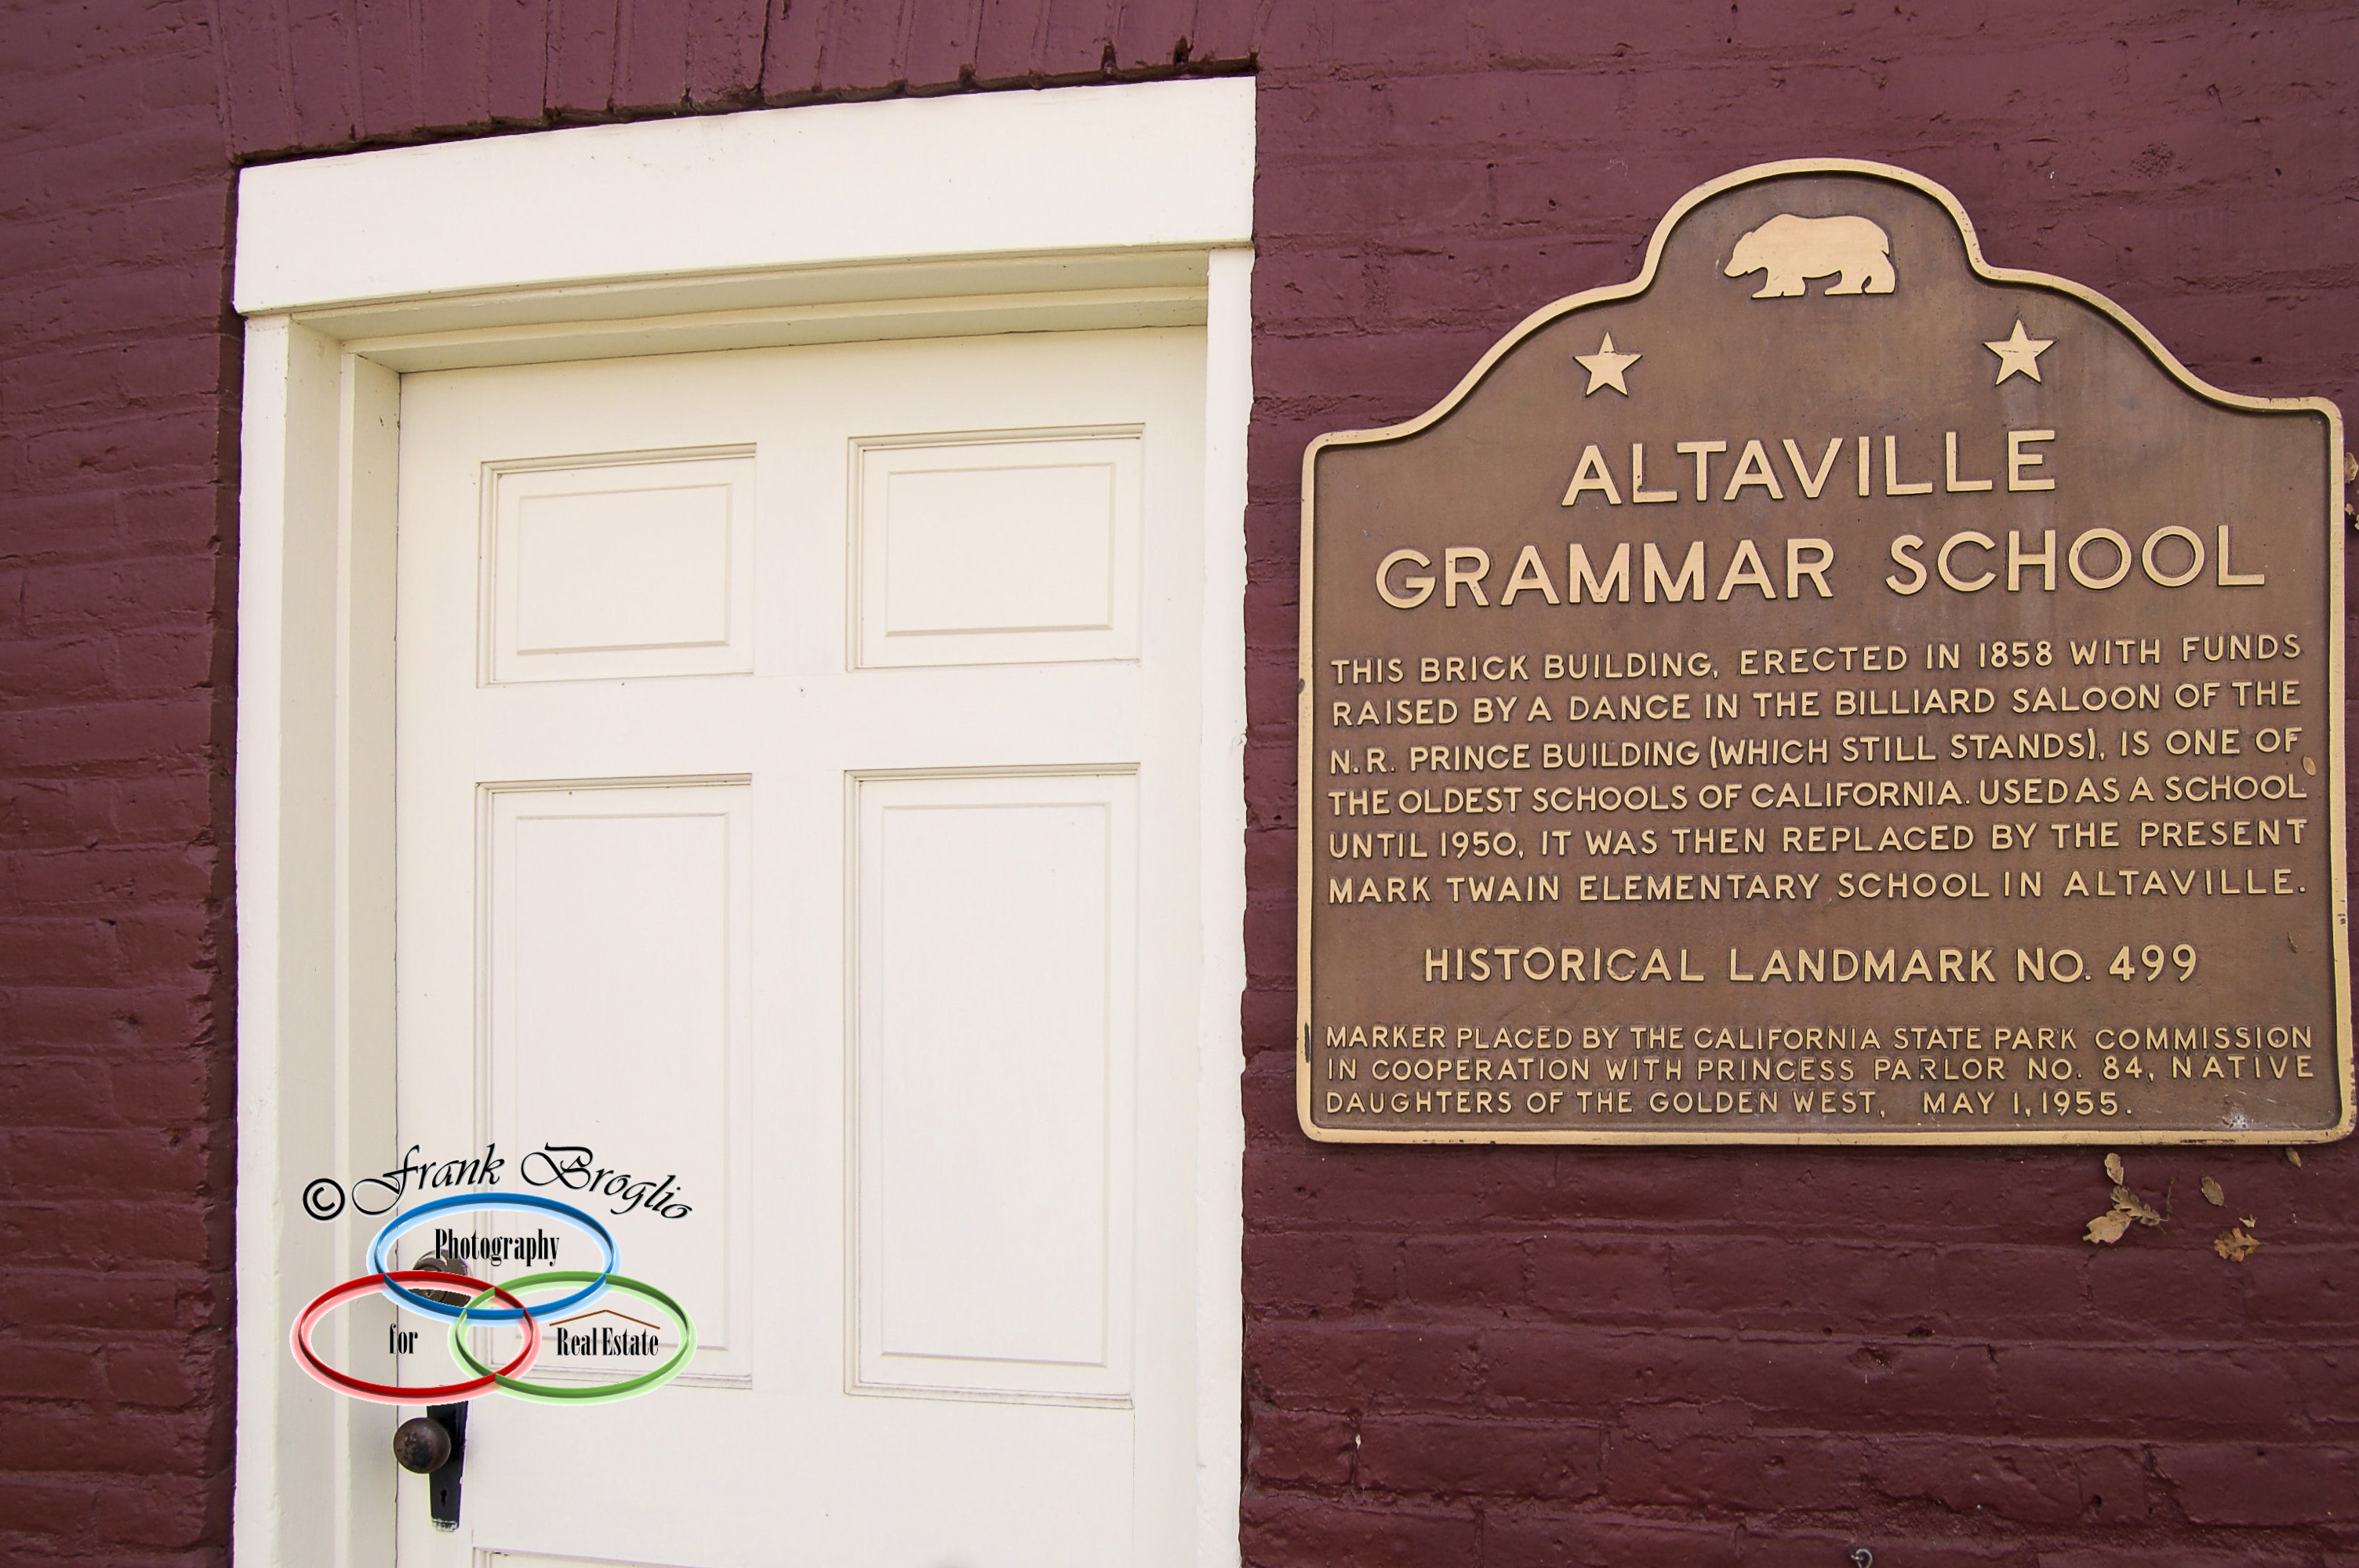 ALTAVILLE
GRAMMAR SCHOOL
THIS BRICK BUILDING, ERECTED IN 1858 WITH FUNDS
RAISED BY A DANCE IN THE BILLIARD SALOON OF THE
N.R. PRINCE BUILDING (WHICH STILL STANDS), IS ONE OF
THE OLDEST SCHOOLS OF CALIFORNIA. USED AS A SCHOOL
UNTIL 1950, IT WAS THEN REPLACED BY THE PRESENT
MARK TWAIN ELEMENTARY SCHOOL IN ALTAVILLE.
HISTORICAL LANDMARK NO. 499
MARKER PLACED BY THE CALIFORNIA STATE PARK COMMISSION
IN COOPERATION WITH PRINCESS PARLOR NO. 84, NATIVE
DAUGHTERS OF THE GOLDEN WEST, MAY 1, 1955.
© Frank Broglio
Photography
for
Real Estate